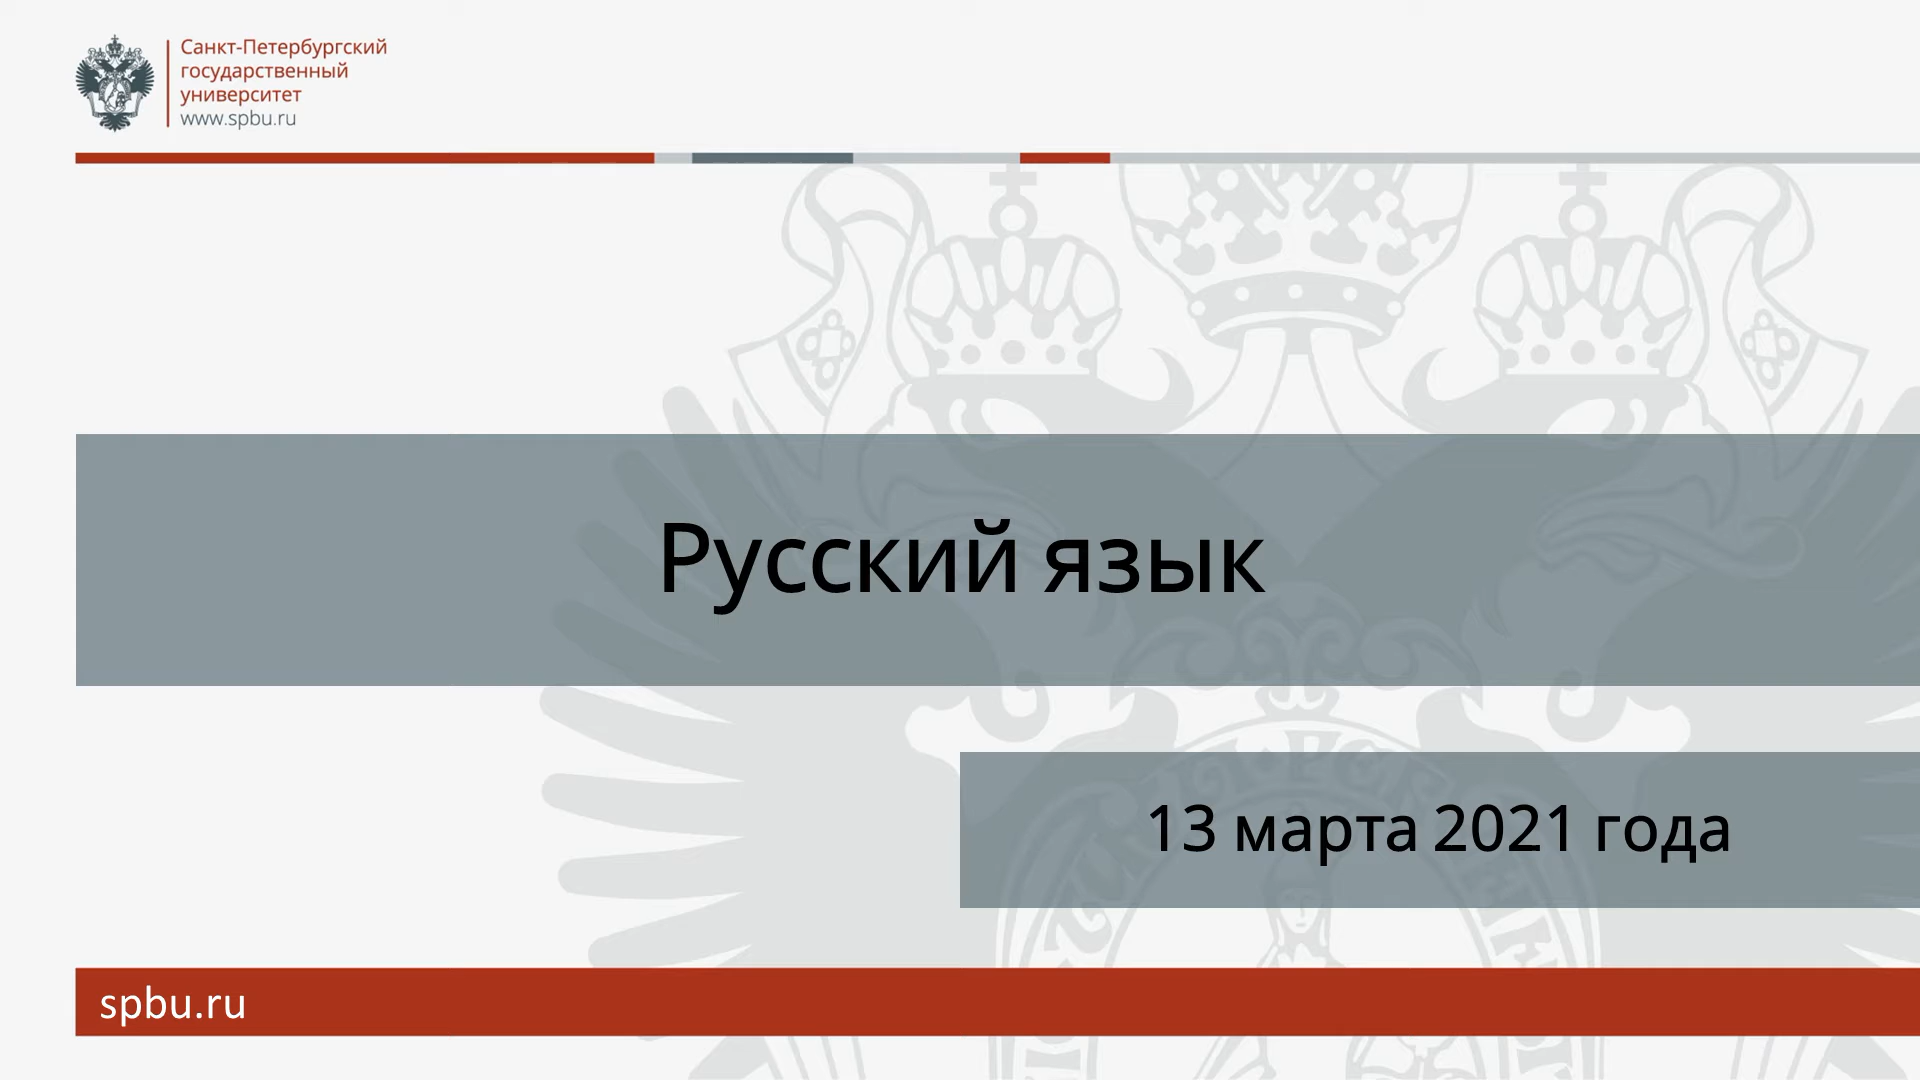 Санкт-Петербургский
государственный
университет
www.spbu.ru
Русский язык
13 марта 2021 года
spbu.ru